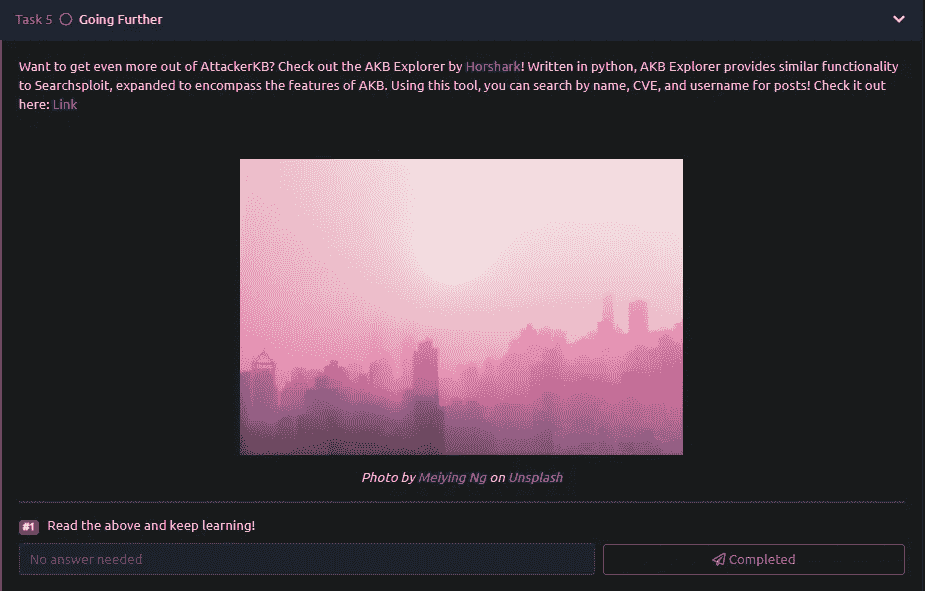 Task 5 Going Further
Want to get even more out of AttackerKB? Check out the AKB Explorer by Horshark! Written in python, AKB Explorer provides similar functionality
to Searchsploit, expanded to encompass the features of AKB. Using this tool, you can search by name, CVE, and username for posts! Check it out
here: Link
Photo by Meiying Ng on Unsplash
#1 Read the above and keep learning!
No answer needed
Completed